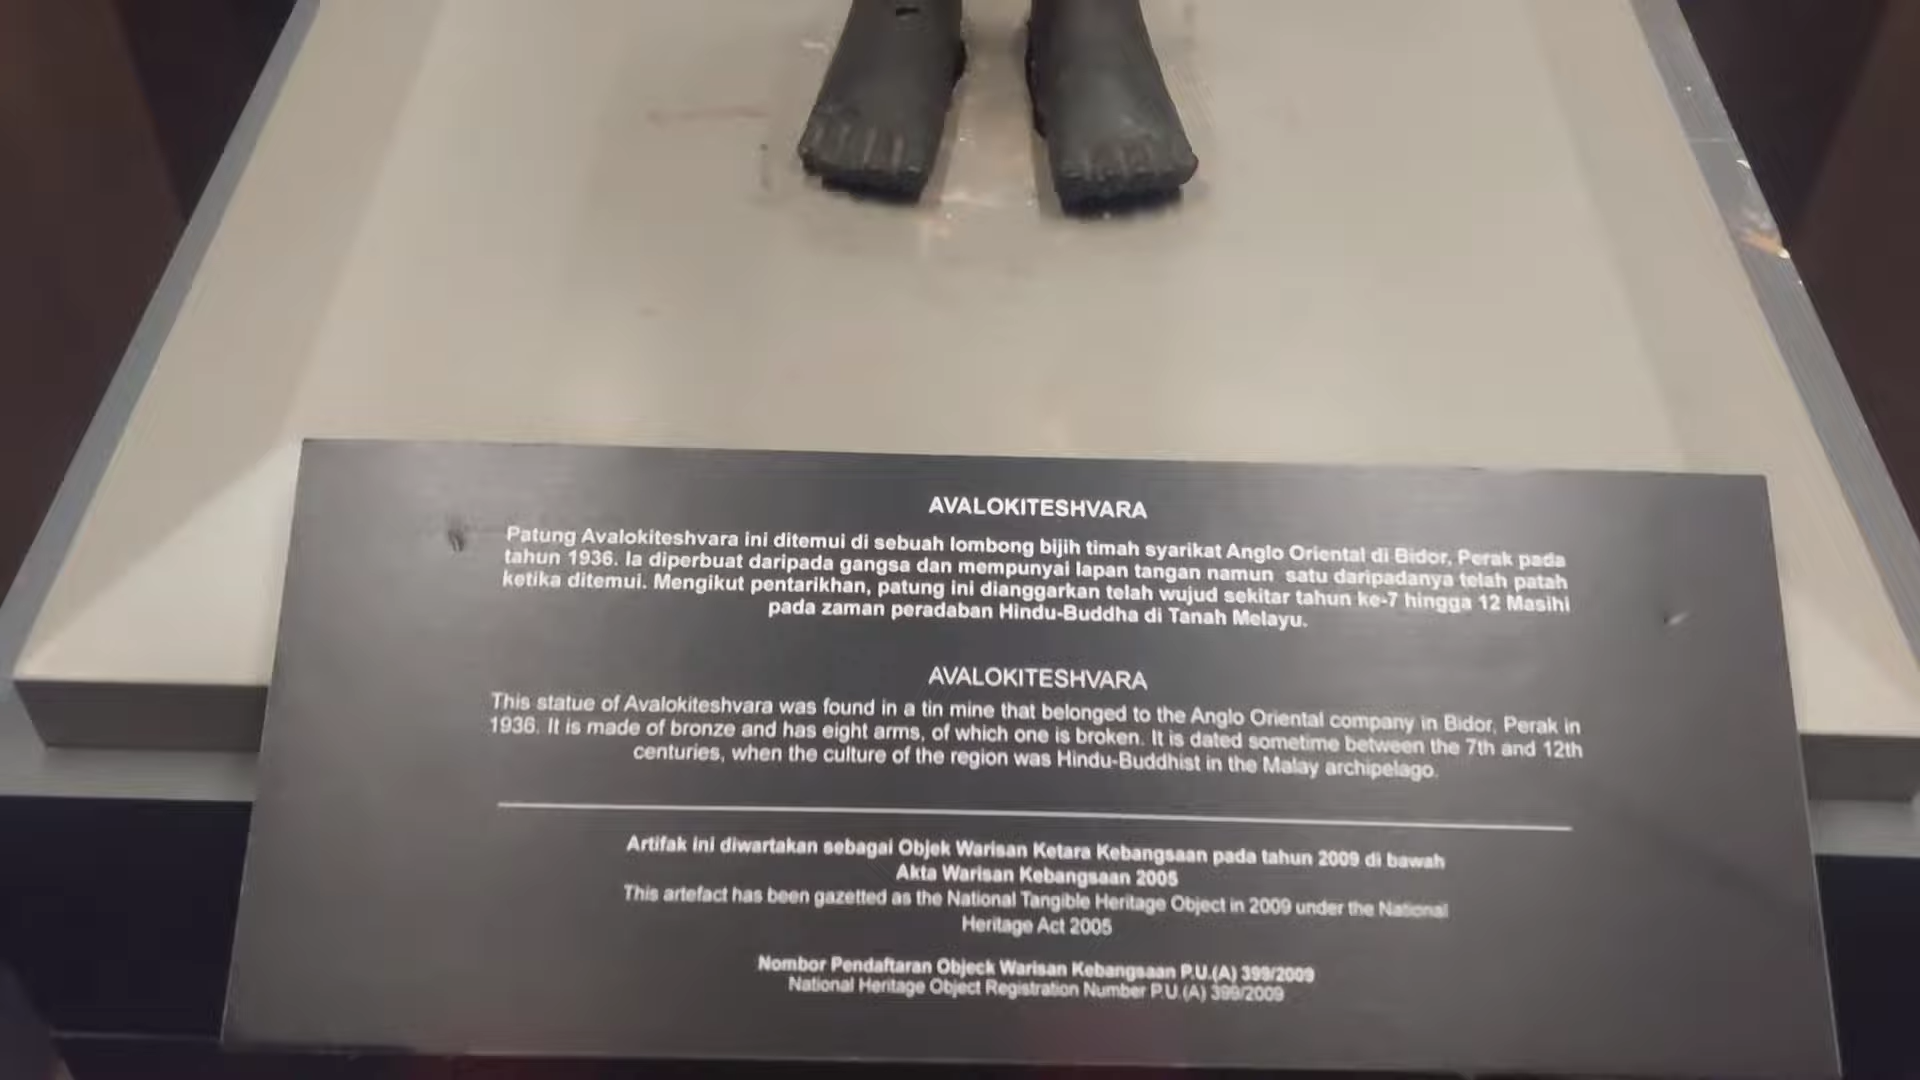 AVALOKITESHVARA
Patung Avalokiteshvara ini ditemui di sebuah lombong bijih timah syarikat Anglo Oriental di Bidor, Perak pada
tahun 1936. Ia diperbuat daripada gangsa dan mempunyai lapan tangan namun satu daripadanya telah patah
ketika ditemui. Mengikut pentarikhan, patung ini dianggarkan telah wujud sekitar tahun ke-7 hingga 12 Masihi
pada zaman peradaban Hindu-Buddha di Tanah Melayu.
AVALOKITESHVARA
This statue of Avalokiteshvara was found in a tin mine that belonged to the Anglo Oriental company in Bidor, Perak in
1936. It is made of bronze and has eight arms, of which one is broken. It is dated sometime between the 7th and 12th
centuries, when the culture of the region was Hindu-Buddhist in the Malay archipelago.
Artifak ini diwartakan sebagai Objek Warisan Ketara Kebangsaan pada tahun 2009 di bawah
Akta Warisan Kebangsaan 2005
This artefact has been gazetted as the National Tangible Heritage Object in 2009 under the National
Heritage Act 2005
Nombor Pendaftaran Objeck Warisan Kebangsaan P.U.(A) 399/2009
National Heritage Object Registration Number P.U.(A) 399/2009